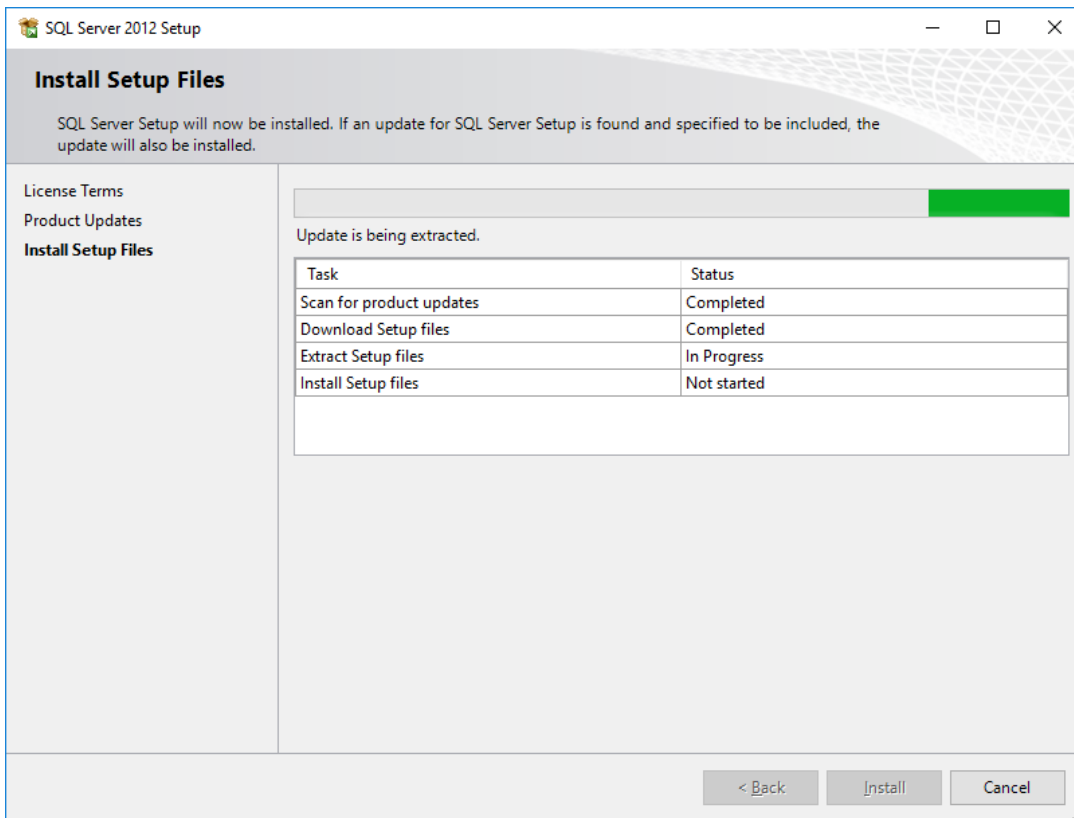 SQL Server 2012 Setup
Install Setup Files
SQL Server Setup will now be installed. If an update for SQL Server Setup is found and specified to be included, the
update will also be installed.
License Terms
Product Updates
Install Setup Files
Update is being extracted.
Task Status
Scan for product updates Completed
Download Setup files Completed
Extract Setup files In Progress
Install Setup files Not started
< Back Install Cancel